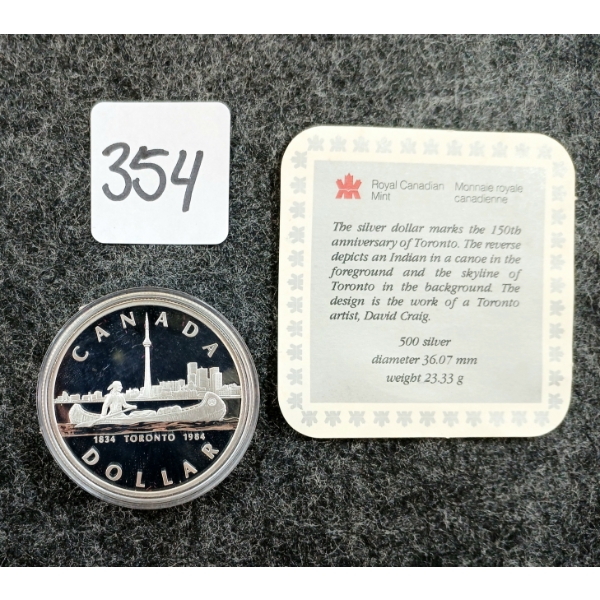 354
Royal Canadian Mint
Monnaie royale canadienne
The silver dollar marks the 150th
anniversary of Toronto. The reverse
depicts an Indian in a canoe in the
foreground and the skyline of
Toronto in the background. The
design is the work of a Toronto
artist, David Craig.
500 silver
diameter 36.07 mm
weight 23.33 g
CANADA
1834 TORONTO 1984
DOLLAR